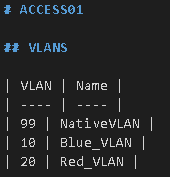 # ACCESS01
## VLANS
| VLAN | Name |
| ---- | ---- |
| 99 | NativeVLAN |
| 10 | Blue_VLAN |
| 20 | Red_VLAN |